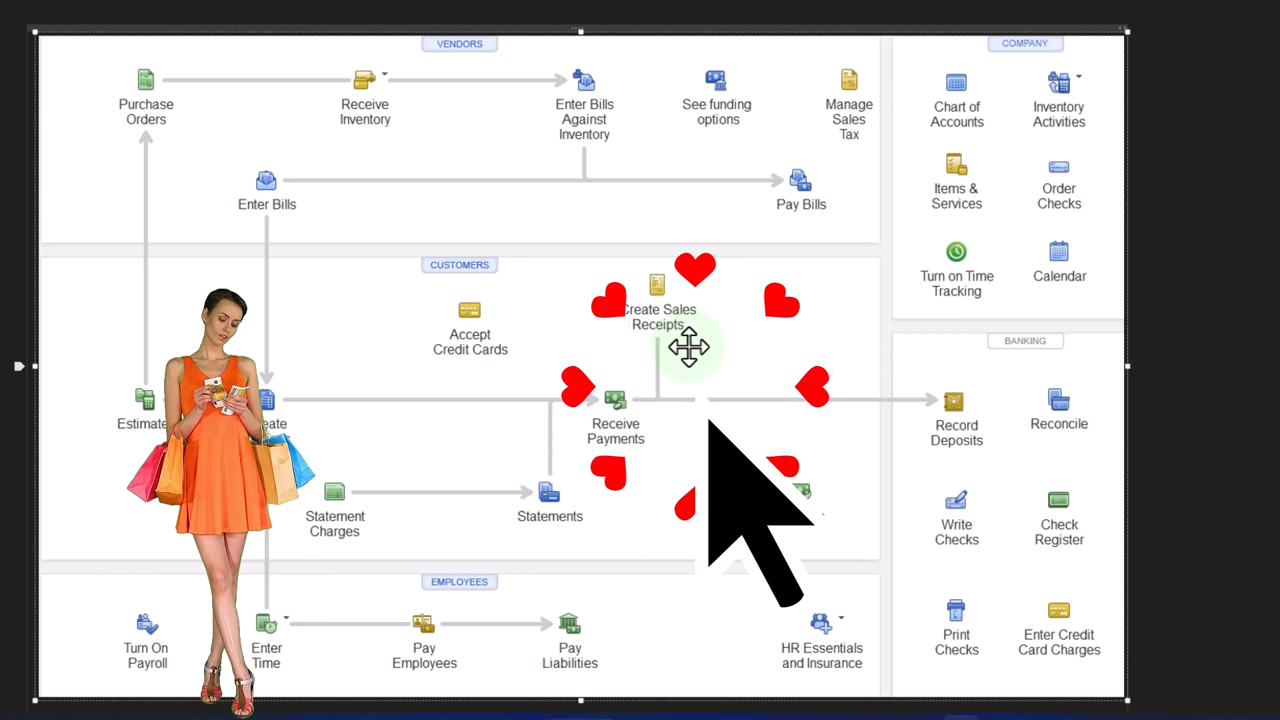 VENDORS
Purchase
Orders
Receive
Inventory
Enter Bills
Against
Inventory
See funding
options
Manage
Sales
Tax
Enter Bills
Pay Bills
CUSTOMERS
Create Sales
Receipts
Accept
Credit Cards
Receive
Payments
Statement
Charges
Statements
EMPLOYEES
Turn On
Payroll
Enter
Time
Pay
Employees
Pay
Liabilities
HR Essentials
and Insurance
COMPANY
Chart of
Accounts
Inventory
Activities
Items &
Services
Order
Checks
Turn on Time
Tracking
Calendar
BANKING
Record
Deposits
Reconcile
Write
Checks
Check
Register
Print
Checks
Enter Credit
Card Charges